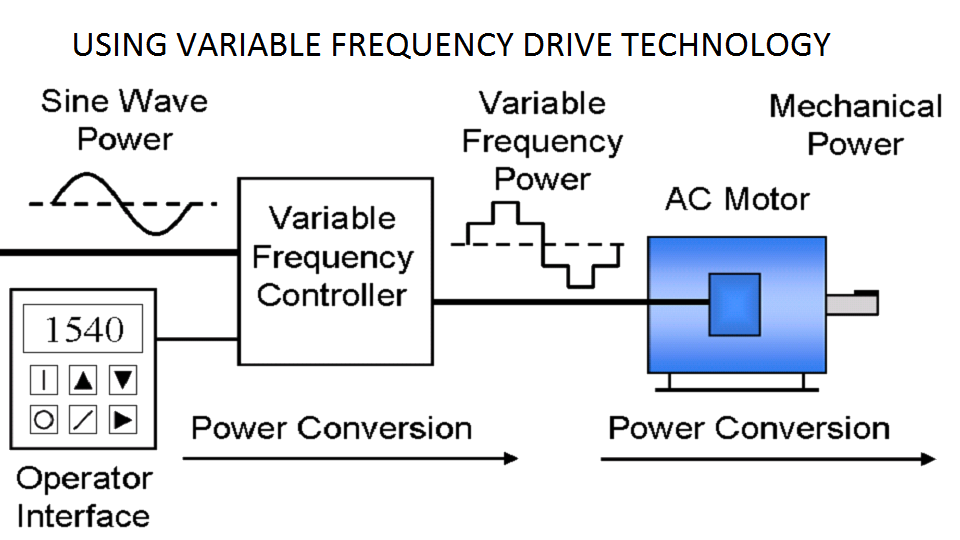 USING VARIABLE FREQUENCY DRIVE TECHNOLOGY
Sine Wave
Power
Variable
Frequency
Power
Mechanical
Power
AC Motor
Variable
Frequency
Controller
1540
Power Conversion
Power Conversion
Operator
Interface